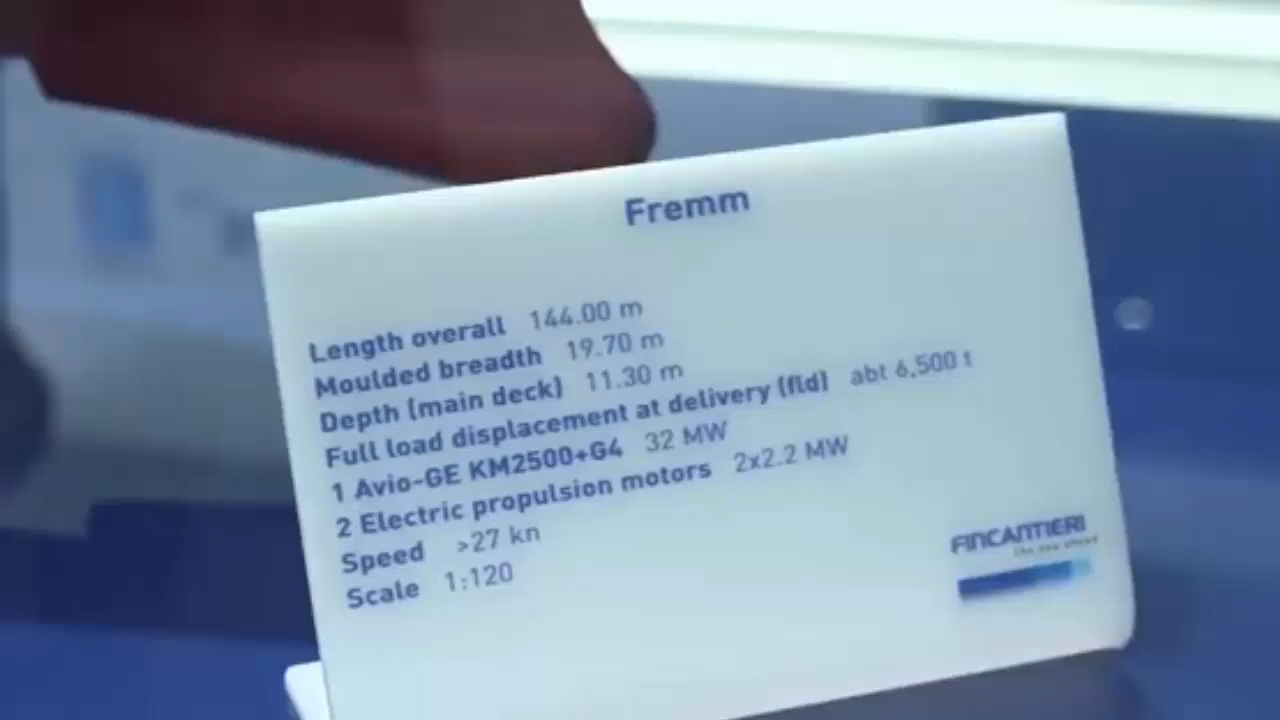 Fremm
Length overall 144.00 m
Moulded breadth 19.70 m
Depth (main deck) 11.30 m
Full load displacement at delivery (fld) abt 6,500 t
1 Avio-GE KM2500+G4 32 MW
2 Electric propulsion motors 2x2.2 MW
Speed >27 kn
Scale 1:120
FINCANTIERI